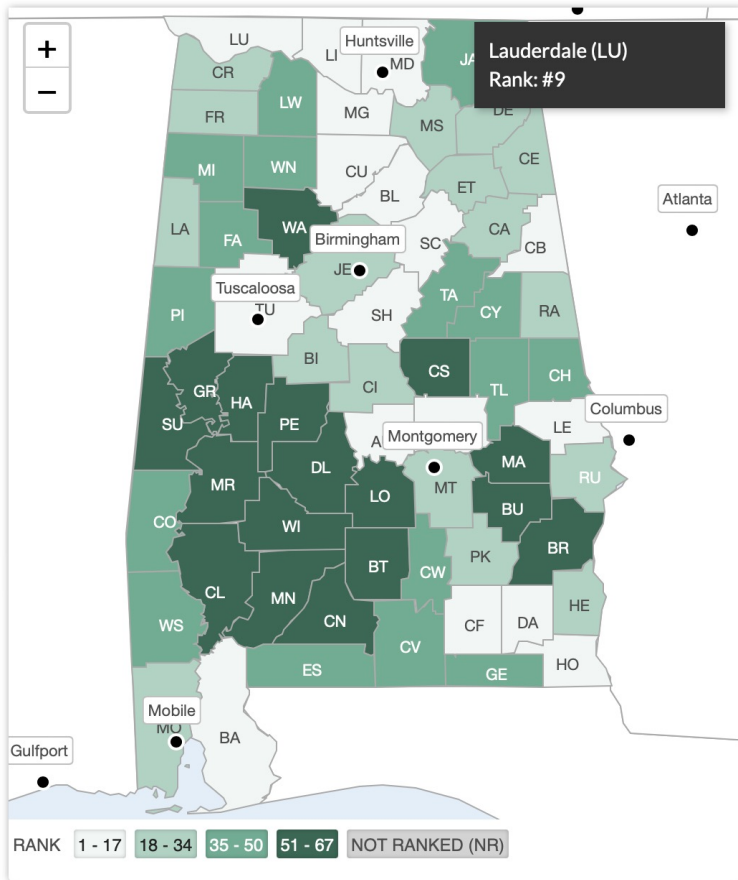 +
−
Lauderdale (LU)
Rank: #9
Huntsville
LU
LI
MD
JA
CR
LW
FR
MG
MS
DE
MI
WN
CU
CE
BL
ET
Atlanta
LA
FA
WA
SC
CA
CB
Birmingham
JE
Tuscaloosa
TU
PI
SH
TA
CY
RA
BI
CI
CS
TL
CH
GR
HA
SU
PE
A
LE
Columbus
Montgomery
DL
MA
MR
LO
MT
RU
CO
WI
BU
BT
CW
PK
BR
CL
MN
CN
WS
CF
DA
HE
CV
ES
GE
HO
Mobile
MO
BA
Gulfport
RANK 1 - 17 18 - 34 35 - 50 51 - 67 NOT RANKED (NR)